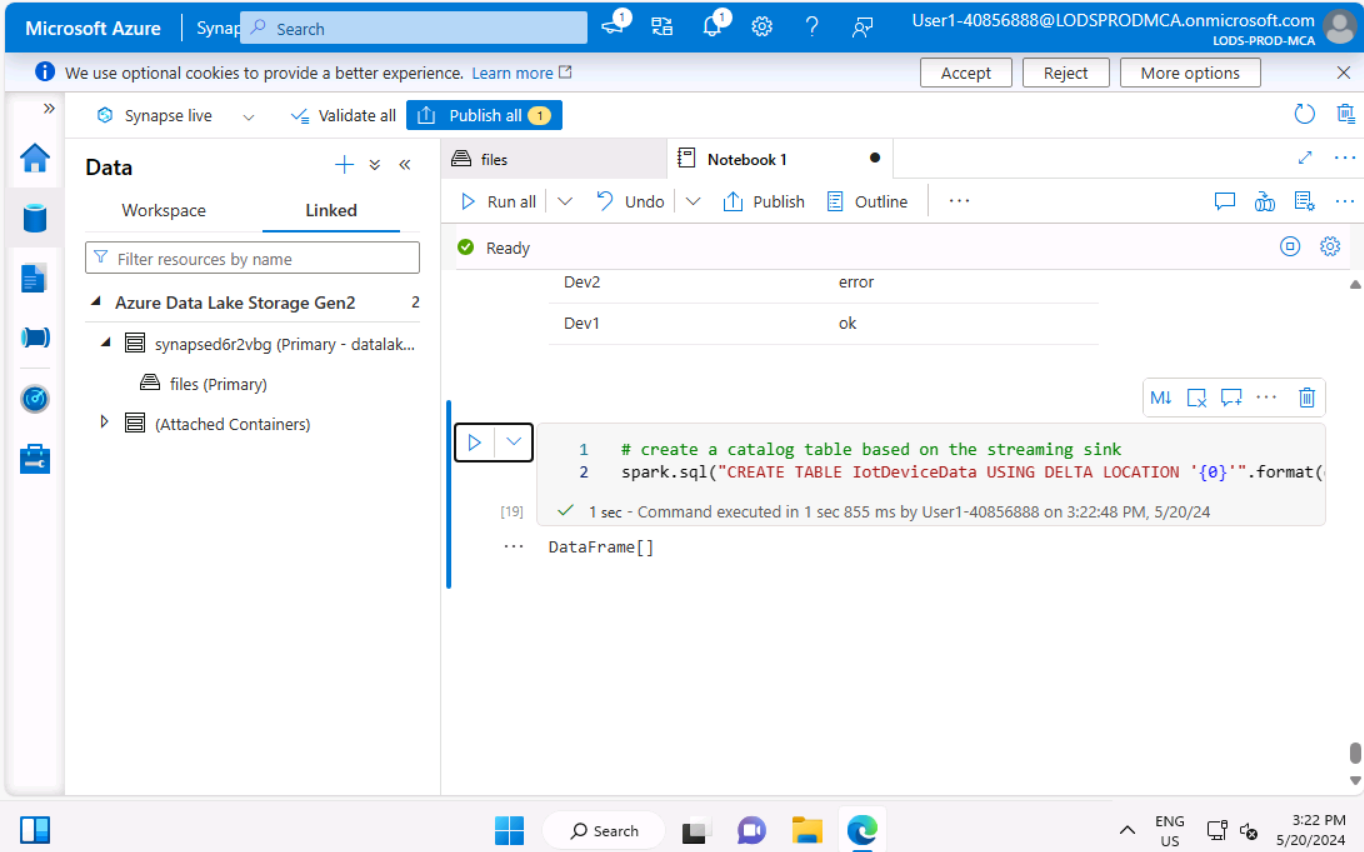 Microsoft Azure
Synap
Search
1
1
User1-40856888@LODSPRODMCA.onmicrosoft.com
LODS-PROD-MCA
We use optional cookies to provide a better experience. Learn more
Accept
Reject
More options
Synapse live
Validate all
Publish all 1
Data
Workspace
Linked
Filter resources by name
Azure Data Lake Storage Gen2 2
synapsed6r2vbg (Primary - datalak...
files (Primary)
(Attached Containers)
files
Notebook 1
Run all
Undo
Publish
Outline
Ready
Dev2 error
Dev1 ok
M↓
1 # create a catalog table based on the streaming sink
2 spark.sql("CREATE TABLE IotDeviceData USING DELTA LOCATION '{0}'".format(
[19] 1 sec - Command executed in 1 sec 855 ms by User1-40856888 on 3:22:48 PM, 5/20/24
DataFrame[]
Search
ENG
US
3:22 PM
5/20/2024